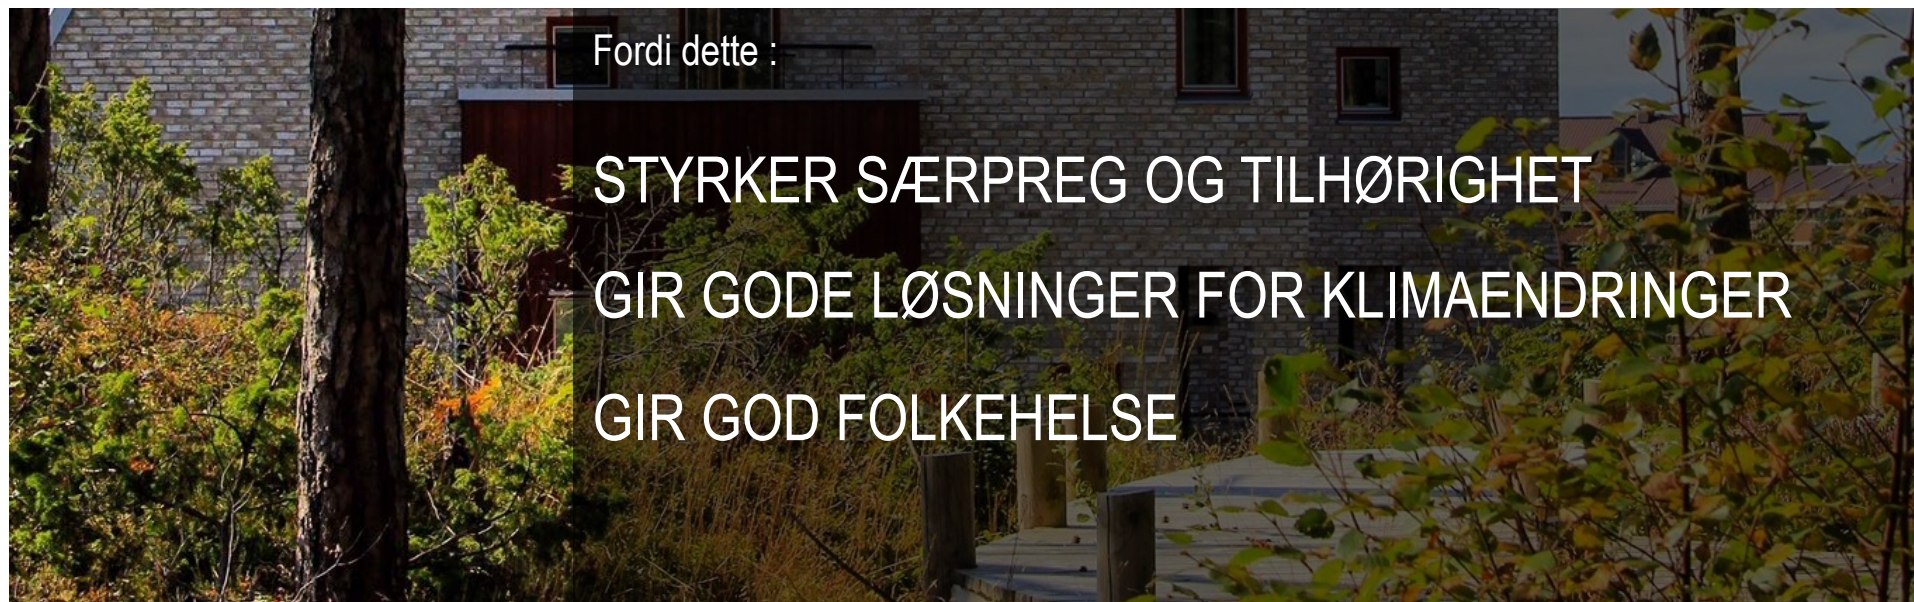 Fordi dette :
STYRKER SÆRPREG OG TILHØRIGHET
GIR GODE LØSNINGER FOR KLIMAENDRINGER
GIR GOD FOLKEHELSE